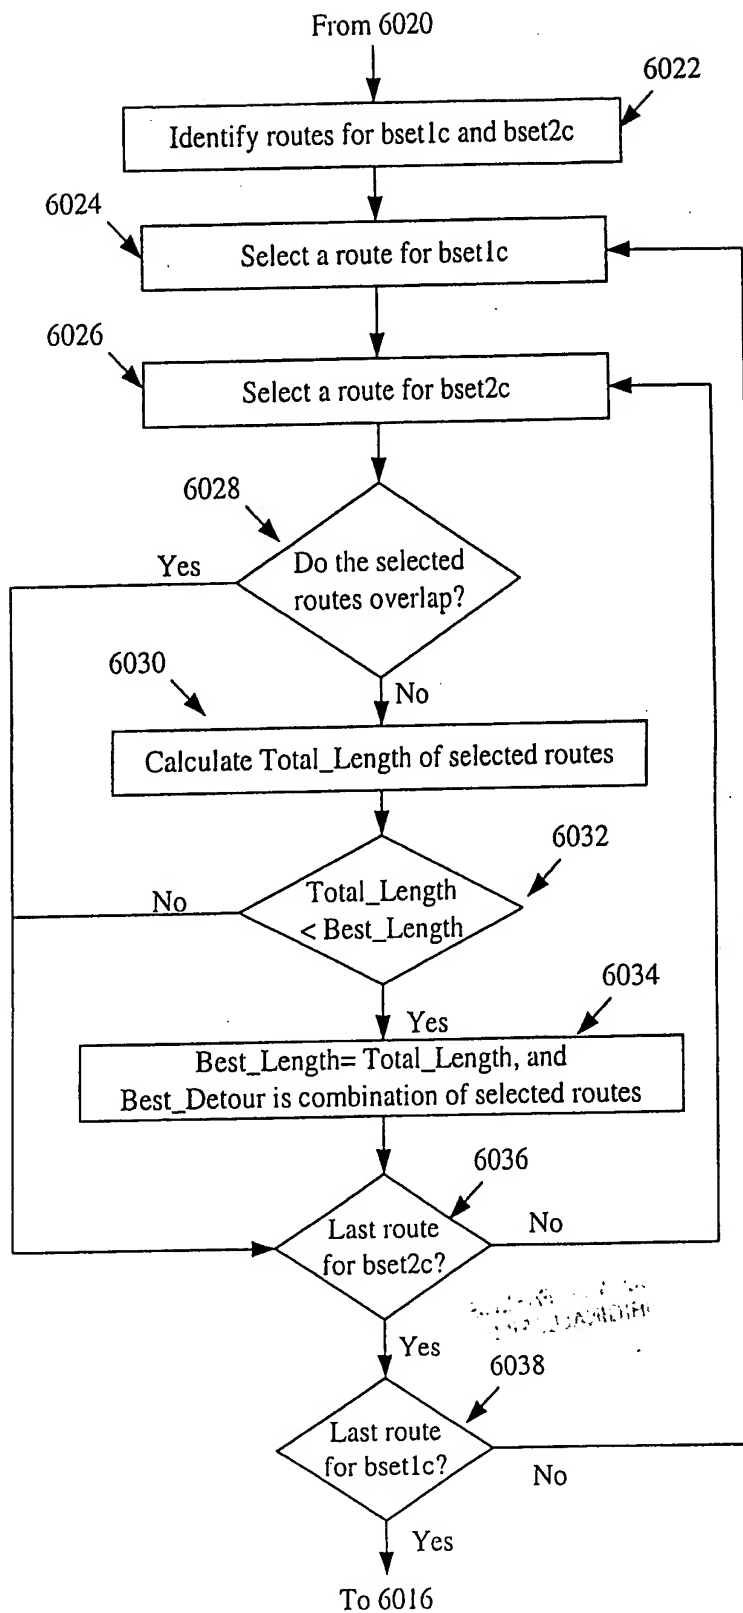 From 6020
6022
Identify routes for bset1c and bset2c
6024
Select a route for bset1c
6026
Select a route for bset2c
6028
Yes
Do the selected
routes overlap?
6030
No
Calculate Total_Length of selected routes
6032
No
Total_Length
< Best_Length
6034
Yes
Best_Length= Total_Length, and
Best_Detour is combination of selected routes
6036
Last route
for bset2c?
No
Yes
6038
Last route
for bset1c?
No
Yes
To 6016